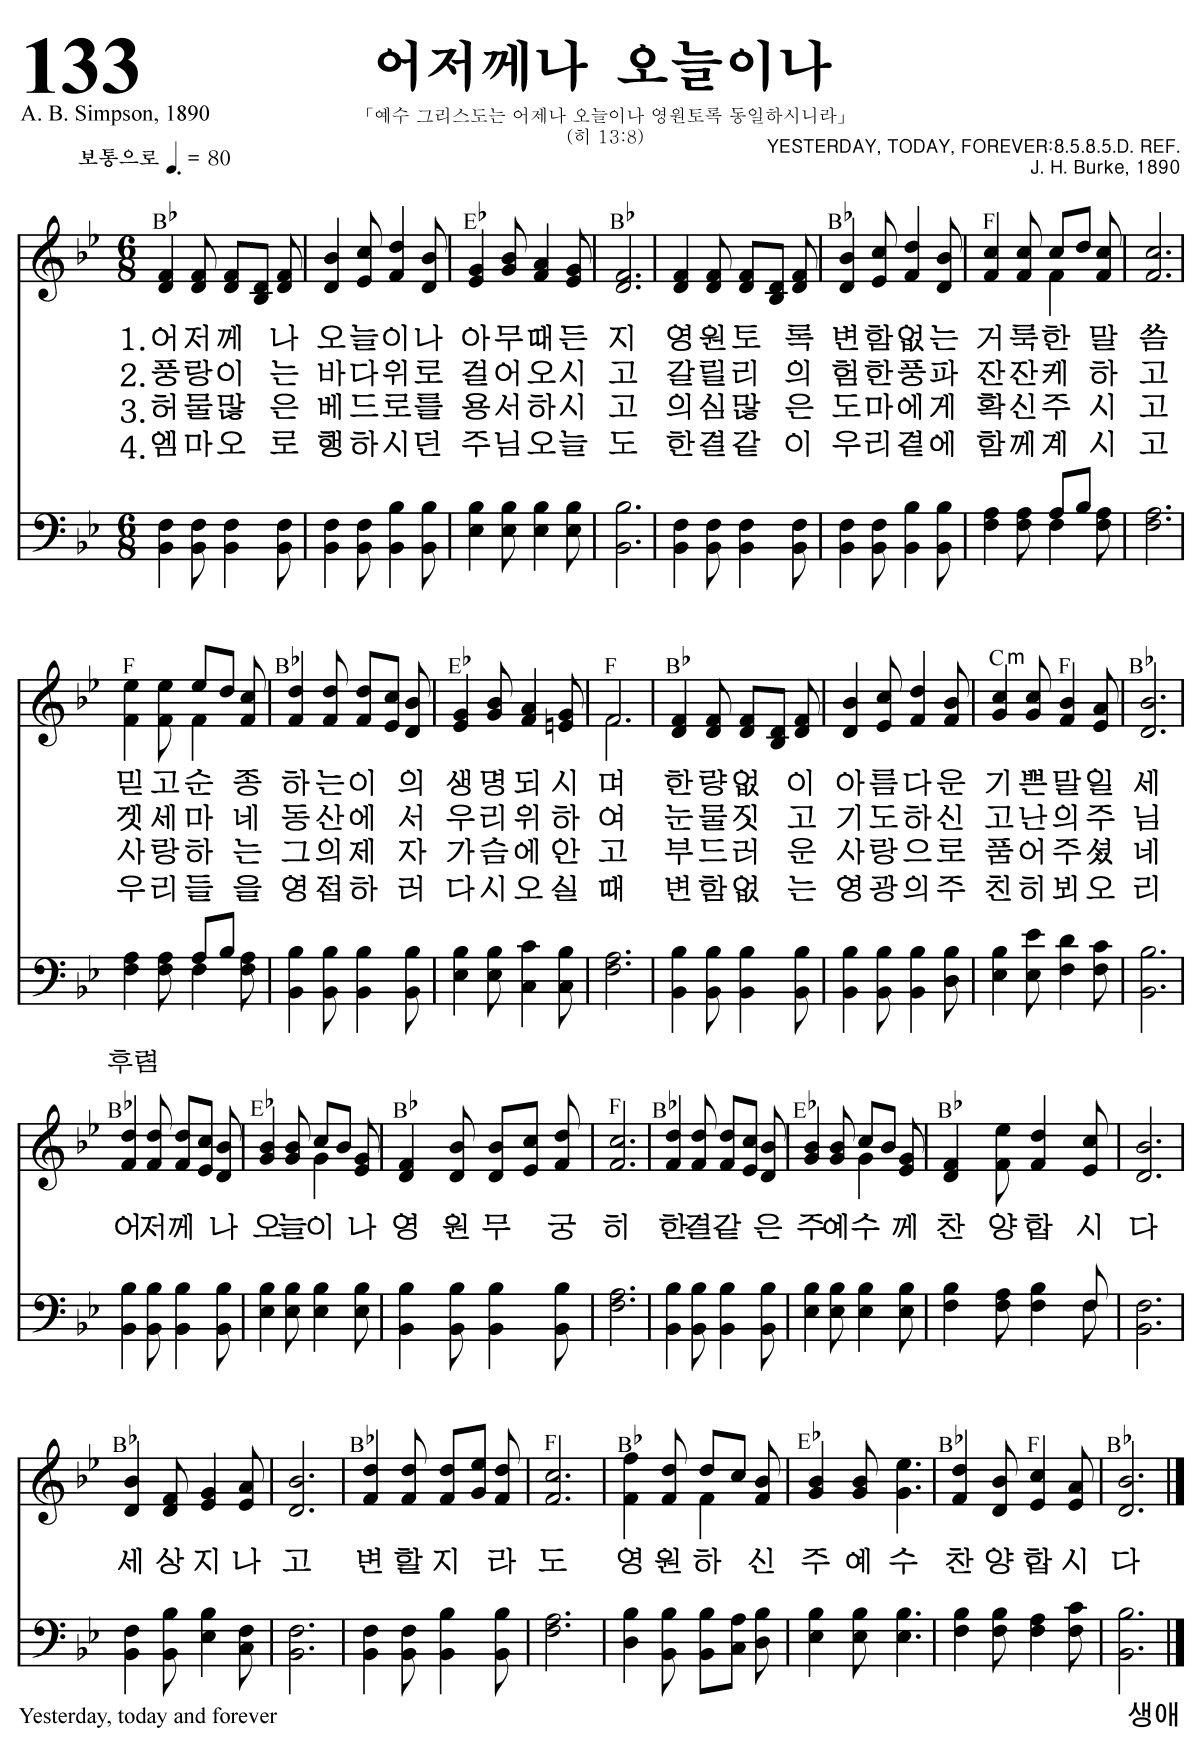 133
어저께나 오늘이나
A. B. Simpson, 1890
「예수 그리스도는 어제나 오늘이나 영원토록 동일하시니라」
(히 13:8)
보통으로 ♩. = 80
YESTERDAY, TODAY, FOREVER:8.5.8.5.D. REF.
J. H. Burke, 1890
B♭ E♭ B♭ B♭ F
6/8
1.어저께 나 오늘이나 아무때든 지 영원토 록 변함없는 거룩한 말 씀
2.풍랑이 는 바다위로 걸어오시 고 갈릴리 의 험한풍파 잔잔케 하 고
3.허물많 은 베드로를 용서하시 고 의심많 은 도마에게 확신주 시 고
4.엠마오 로 행하시던 주님오늘 도 한결같 이 우리곁에 함께계 시 고
6/8
F B♭ E♭ F B♭ Cm F B♭
믿고순 종 하는이 의 생명되시 며 한량없 이 아름다운 기쁜말일 세
겟세마 네 동산에 서 우리위하 여 눈물짓 고 기도하신 고난의주 님
사랑하 는 그의제 자 가슴에안 고 부드러 운 사랑으로 품어주셨 네
우리들 을 영접하 러 다시오실 때 변함없 는 영광의주 친히뵈오 리
후렴
B♭ E♭ B♭ F B♭ E♭ B♭
어저께 나 오늘이 나 영 원 무 궁 히 한결같 은 주예수 께 찬 양 합 시 다
B♭ B♭ F B♭ E♭ B♭ F B♭
세 상 지 나 고 변 할 지 라 도 영 원 하 신 주 예 수 찬 양 합 시 다
Yesterday, today and forever
생애